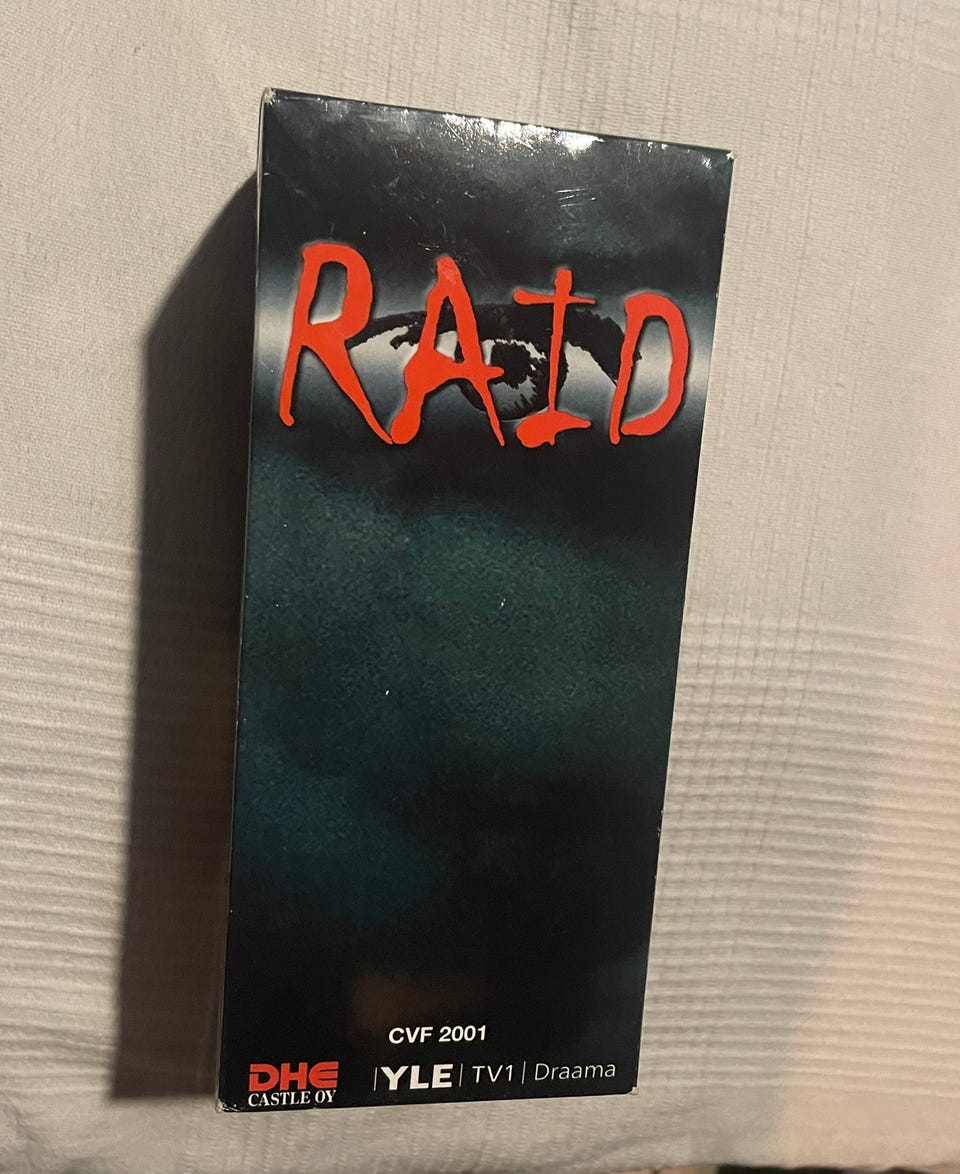 RAID
CVF 2001
DHE
CASTLE OY
YLE | TV1 | Draama